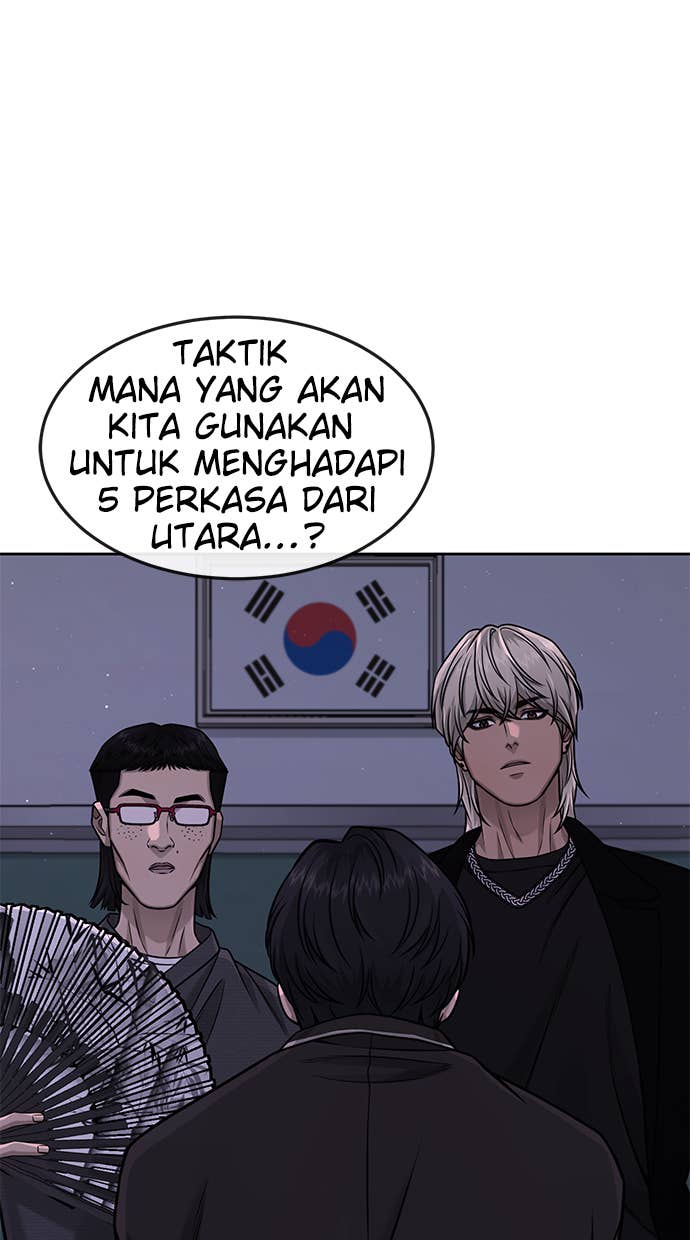 TAKTIK
MANA YANG AKAN
KITA GUNAKAN
UNTUK MENGHADAPI
5 PERKASA DARI
UTARA...?